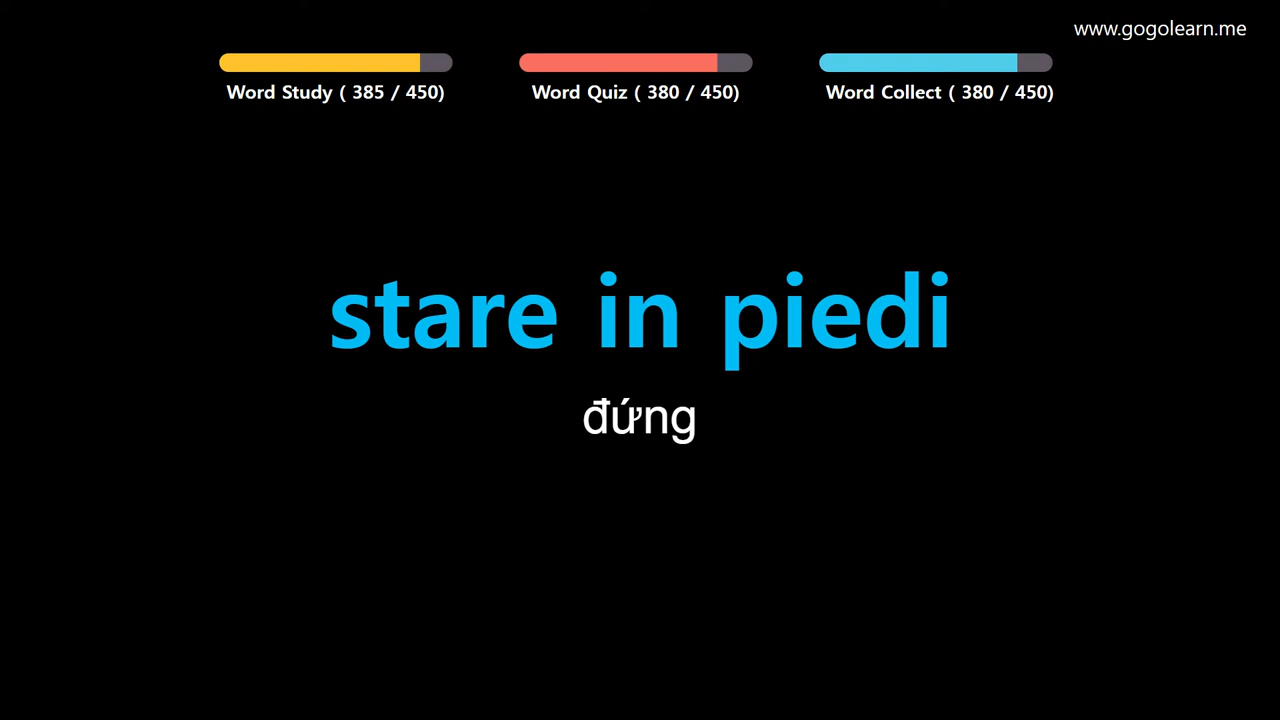 www.gogolearn.me
Word Study ( 385 / 450)
Word Quiz ( 380 / 450)
Word Collect ( 380 / 450)
stare in piedi
đứng